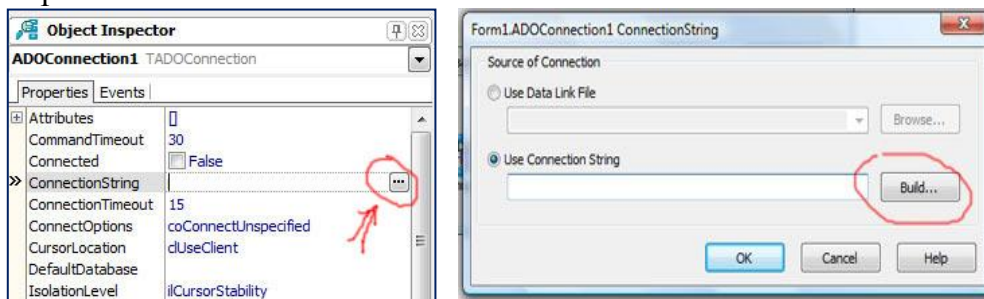 Object Inspector
ADOConnection1 TADOConnection
Properties Events
Attributes []
CommandTimeout 30
Connected False
ConnectionString
ConnectionTimeout 15
ConnectOptions coConnectUnspecified
CursorLocation clUseClient
DefaultDatabase
IsolationLevel ilCursorStability
Form1.ADOConnection1 ConnectionString
Source of Connection
Use Data Link File
Browse...
Use Connection String
Build...
OK Cancel Help